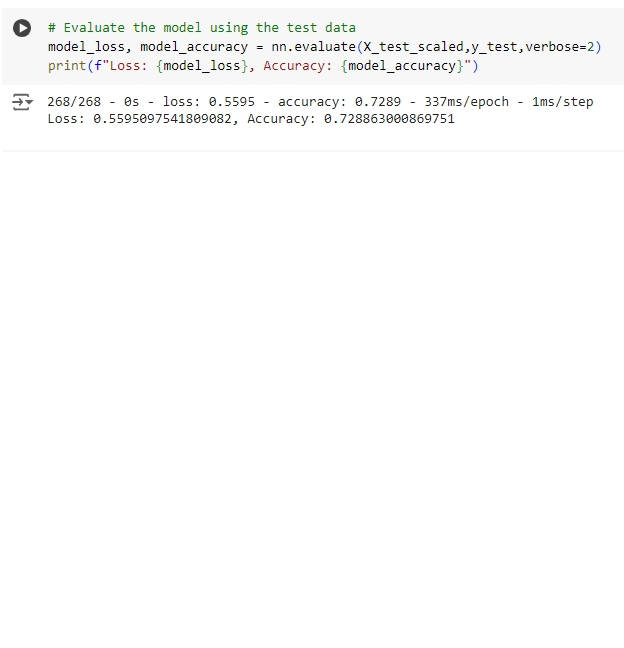 # Evaluate the model using the test data
model_loss, model_accuracy = nn.evaluate(X_test_scaled,y_test,verbose=2)
print(f"Loss: {model_loss}, Accuracy: {model_accuracy}")
268/268 - 0s - loss: 0.5595 - accuracy: 0.7289 - 337ms/epoch - 1ms/step
Loss: 0.5595097541809082, Accuracy: 0.728863000869751